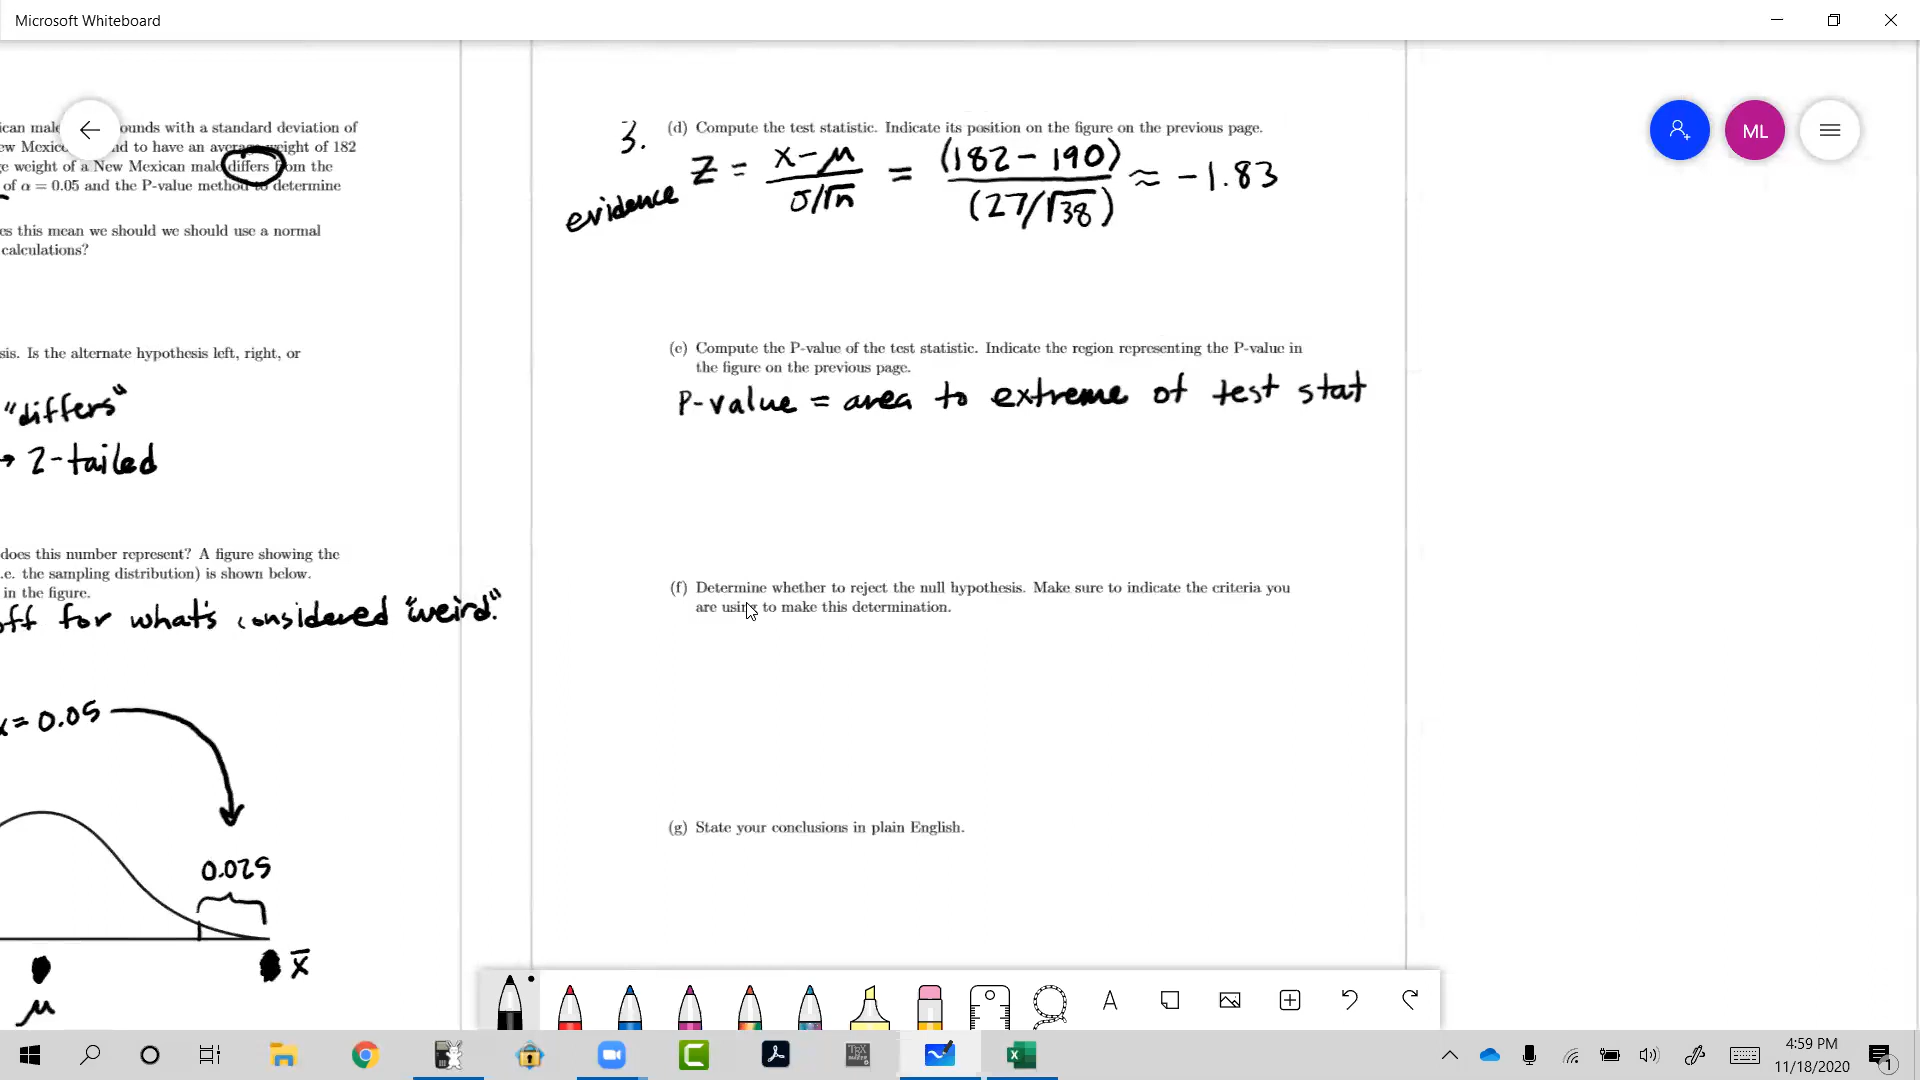 Microsoft Whiteboard
ican male ounds with a standard deviation of
ew Mexico nd to have an average weight of 182
ge weight of a New Mexican male differs from the
of α = 0.05 and the P-value method to determine
es this mean we should we should use a normal
calculations?
sis. Is the alternate hypothesis left, right, or
"differs"
→ 2-tailed
does this number represent? A figure showing the
.e. the sampling distribution) is shown below.
in the figure.
off for what's considered "weird."
α = 0.05
0.025
μ
x̄
3.
(d) Compute the test statistic. Indicate its position on the figure on the previous page.
evidence
z = x-μ / σ/√n = (182-190) / (27/√38) ≈ -1.83
(e) Compute the P-value of the test statistic. Indicate the region representing the P-value in
the figure on the previous page.
P-value = area to extreme of test stat
(f) Determine whether to reject the null hypothesis. Make sure to indicate the criteria you
are using to make this determination.
(g) State your conclusions in plain English.
ML
A
4:59 PM
11/18/2020
1